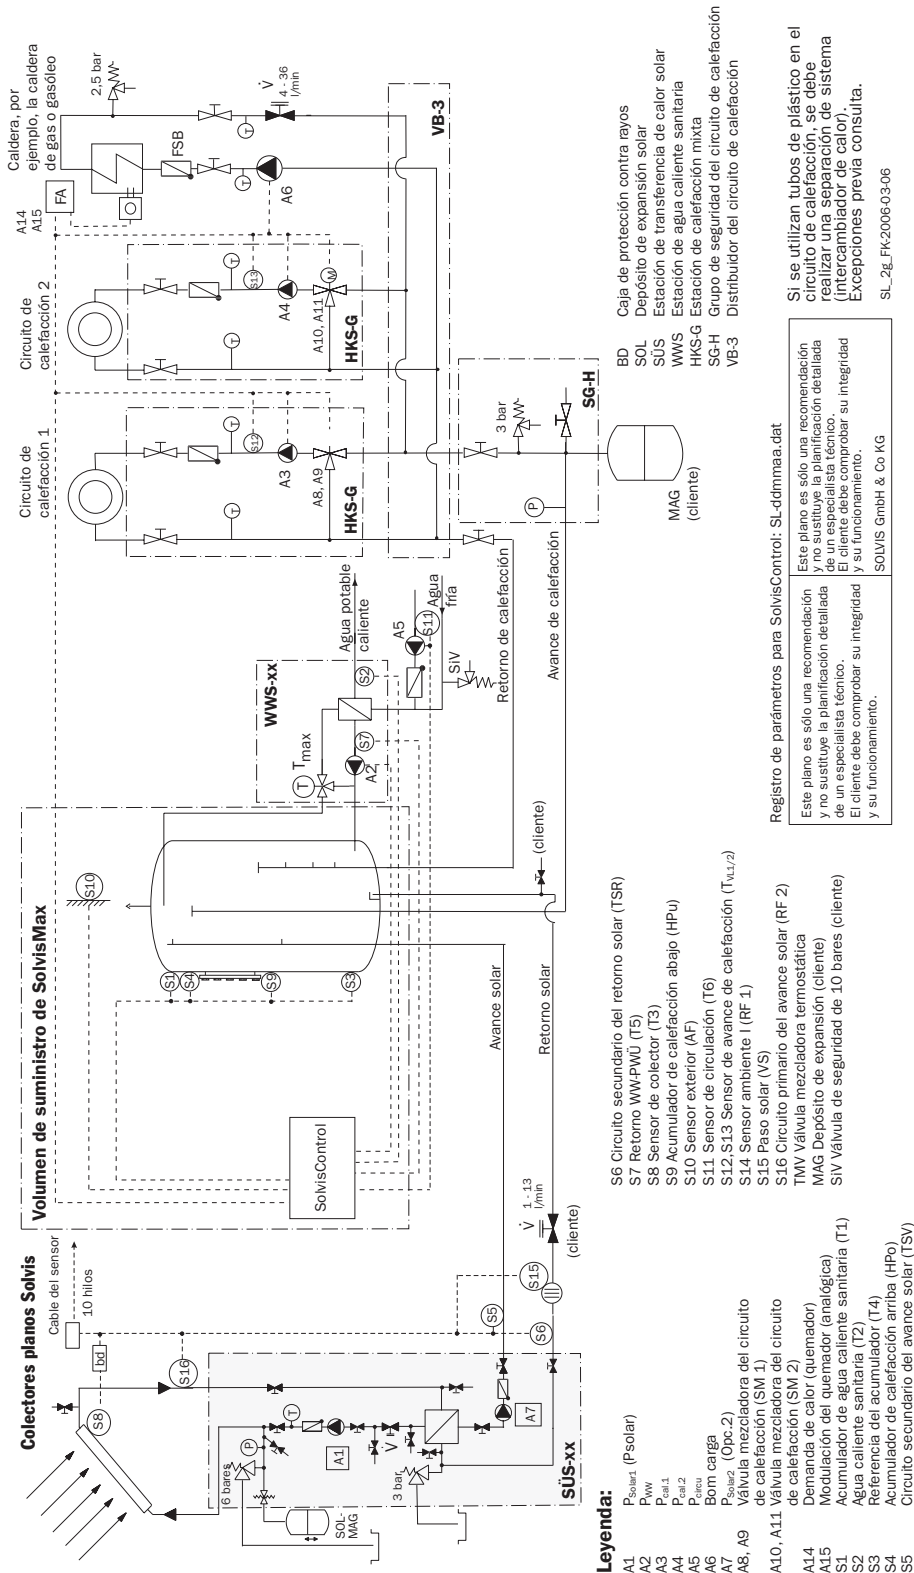 Colectores planos Solvis
Cable del sensor
10 hilos
bd
S8
S16
S15
S5
S6
V̇
1 - 13
l/min
(cliente)
6 bares
P
T
A1
V̇
A7
3 bar
SOL-
MAG
SÜS-xx
Volumen de suministro de SolvisMax
SolvisControl
S10
S1
S4
S9
S3
Avance solar
Retorno solar
(cliente)
WWS-xx
T
Tmax
A2
S7
S2
Agua potable
caliente
A5
S11
Agua
fría
SiV
Retorno de calefacción
Avance de calefacción
Circuito de
calefacción 1
T
T
S12
A3
A8, A9
HKS-G
Circuito de
calefacción 2
T
T
S13
A4
M
A10, A11
HKS-G
Caldera, por
ejemplo, la caldera
de gas o gasóleo
A14
A15
FA
FSB
2,5 bar
T
T
A6
V̇
4 - 36
l/min
VB-3
P
3 bar
SG-H
MAG
(cliente)
Leyenda:
A1 PSolar1 (Psolar)
A2 PWW
A3 Pcal.1
A4 Pcal.2
A5 Pcircu
A6 Bom carga
A7 PSolar2 (Opc.2)
A8, A9 Válvula mezcladora del circuito
de calefacción (SM 1)
A10, A11 Válvula mezcladora del circuito
de calefacción (SM 2)
A14 Demanda de calor (quemador)
A15 Modulación del quemador (analógica)
S1 Acumulador de agua caliente sanitaria (T1)
S2 Agua caliente sanitaria (T2)
S3 Referencia del acumulador (T4)
S4 Acumulador de calefacción arriba (HPo)
S5 Circuito secundario del avance solar (TSV)
S6 Circuito secundario del retorno solar (TSR)
S7 Retorno WW-PWÜ (T5)
S8 Sensor de colector (T3)
S9 Acumulador de calefacción abajo (HPu)
S10 Sensor exterior (AF)
S11 Sensor de circulación (T6)
S12,S13 Sensor de avance de calefacción (TVL1/2)
S14 Sensor ambiente I (RF 1)
S15 Paso solar (VS)
S16 Circuito primario del avance solar (RF 2)
TMV Válvula mezcladora termostática
MAG Depósito de expansión (cliente)
SiV Válvula de seguridad de 10 bares (cliente)
BD Caja de protección contra rayos
SOL Depósito de expansión solar
SÜS Estación de transferencia de calor solar
WWS Estación de agua caliente sanitaria
HKS-G Estación de calefacción mixta
SG-H Grupo de seguridad del circuito de calefacción
VB-3 Distribuidor del circuito de calefacción
Registro de parámetros para SolvisControl: SL-ddmmaa.dat
Este plano es sólo una recomendación
y no sustituye la planificación detallada
de un especialista técnico.
El cliente debe comprobar su integridad
y su funcionamiento.
Este plano es sólo una recomendación
y no sustituye la planificación detallada
de un especialista técnico.
El cliente debe comprobar su integridad
y su funcionamiento.
SOLVIS GmbH & Co KG
Si se utilizan tubos de plástico en el
circuito de calefacción, se debe
realizar una separación de sistema
(intercambiador de calor).
Excepciones previa consulta.
SL_2g_FK-2006-03-06